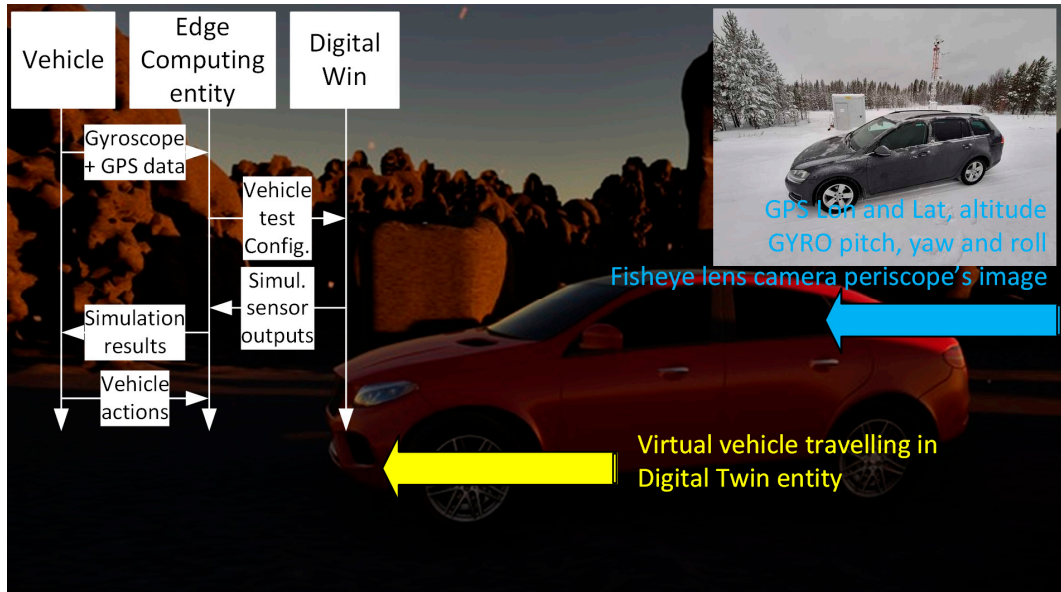 Vehicle
Edge
Computing
entity
Digital
Win
Gyroscope
+ GPS data
Vehicle
test
Config.
Simul.
sensor
outputs
Simulation
results
Vehicle
actions
GPS Lon and Lat, altitude
GYRO pitch, yaw and roll
Fisheye lens camera periscope's image
Virtual vehicle travelling in
Digital Twin entity